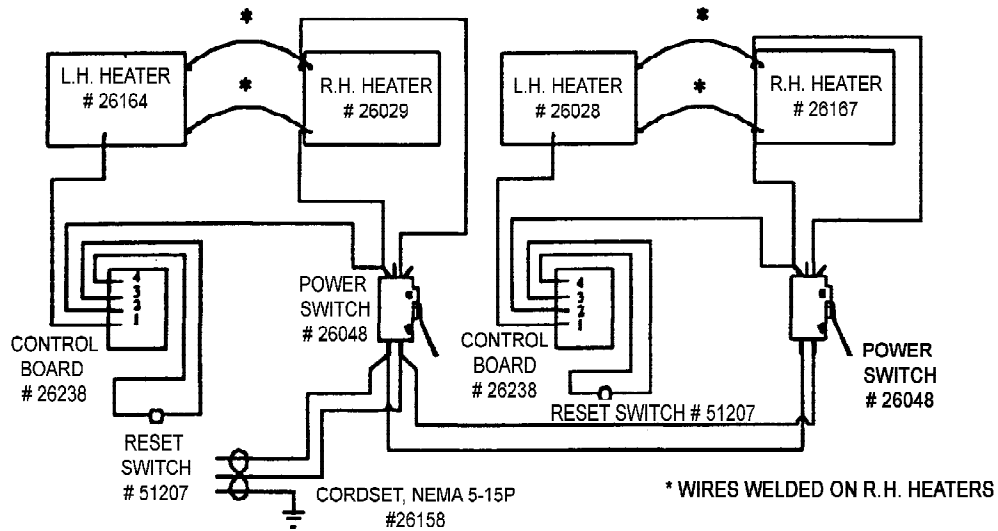 *
*
L.H. HEATER
# 26164
*
R.H. HEATER
# 26029
L.H. HEATER
# 26028
*
R.H. HEATER
# 26167
4
3
2
1
POWER
SWITCH
# 26048
CONTROL
BOARD
# 26238
4
3
2
1
CONTROL
BOARD
# 26238
POWER
SWITCH
# 26048
RESET SWITCH # 51207
RESET
SWITCH
# 51207
CORDSET, NEMA 5-15P
#26158
* WIRES WELDED ON R.H. HEATERS